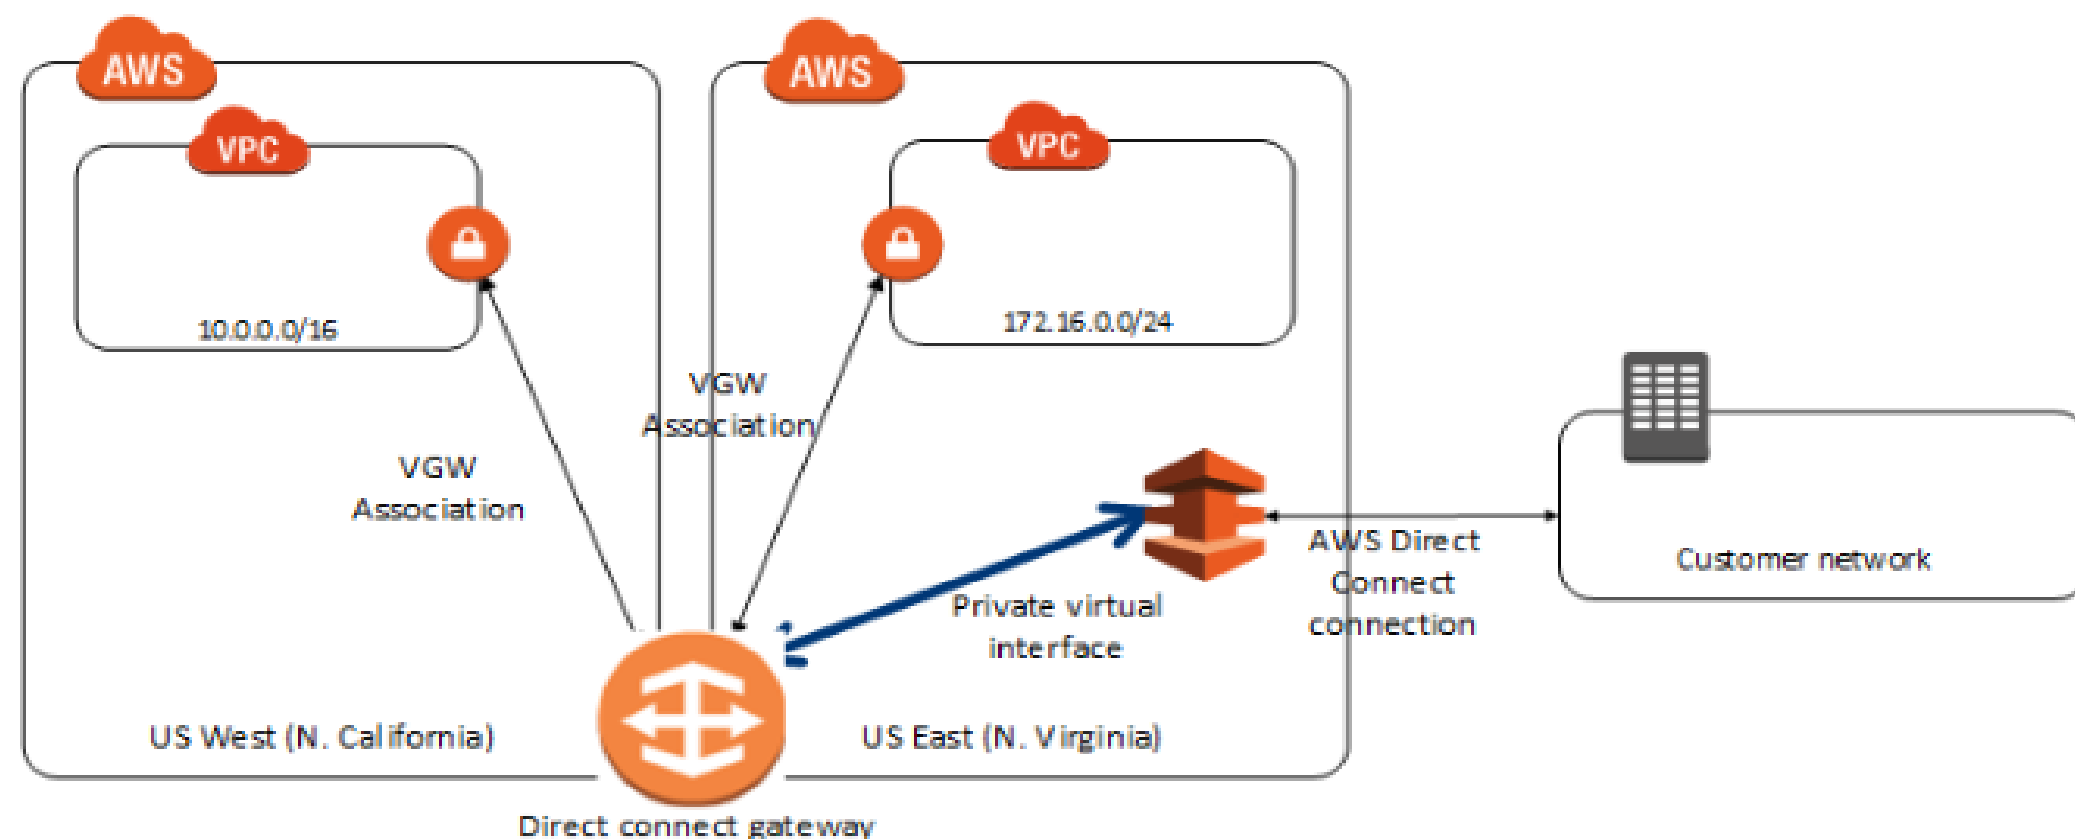 AWS
AWS
VPC
VPC
10.0.0.0/16
172.16.0.0/24
VGW
Association
VGW
Association
AWS Direct
Connect
connection
Customer network
Private virtual
interface
US West (N. California)
US East (N. Virginia)
Direct connect gateway